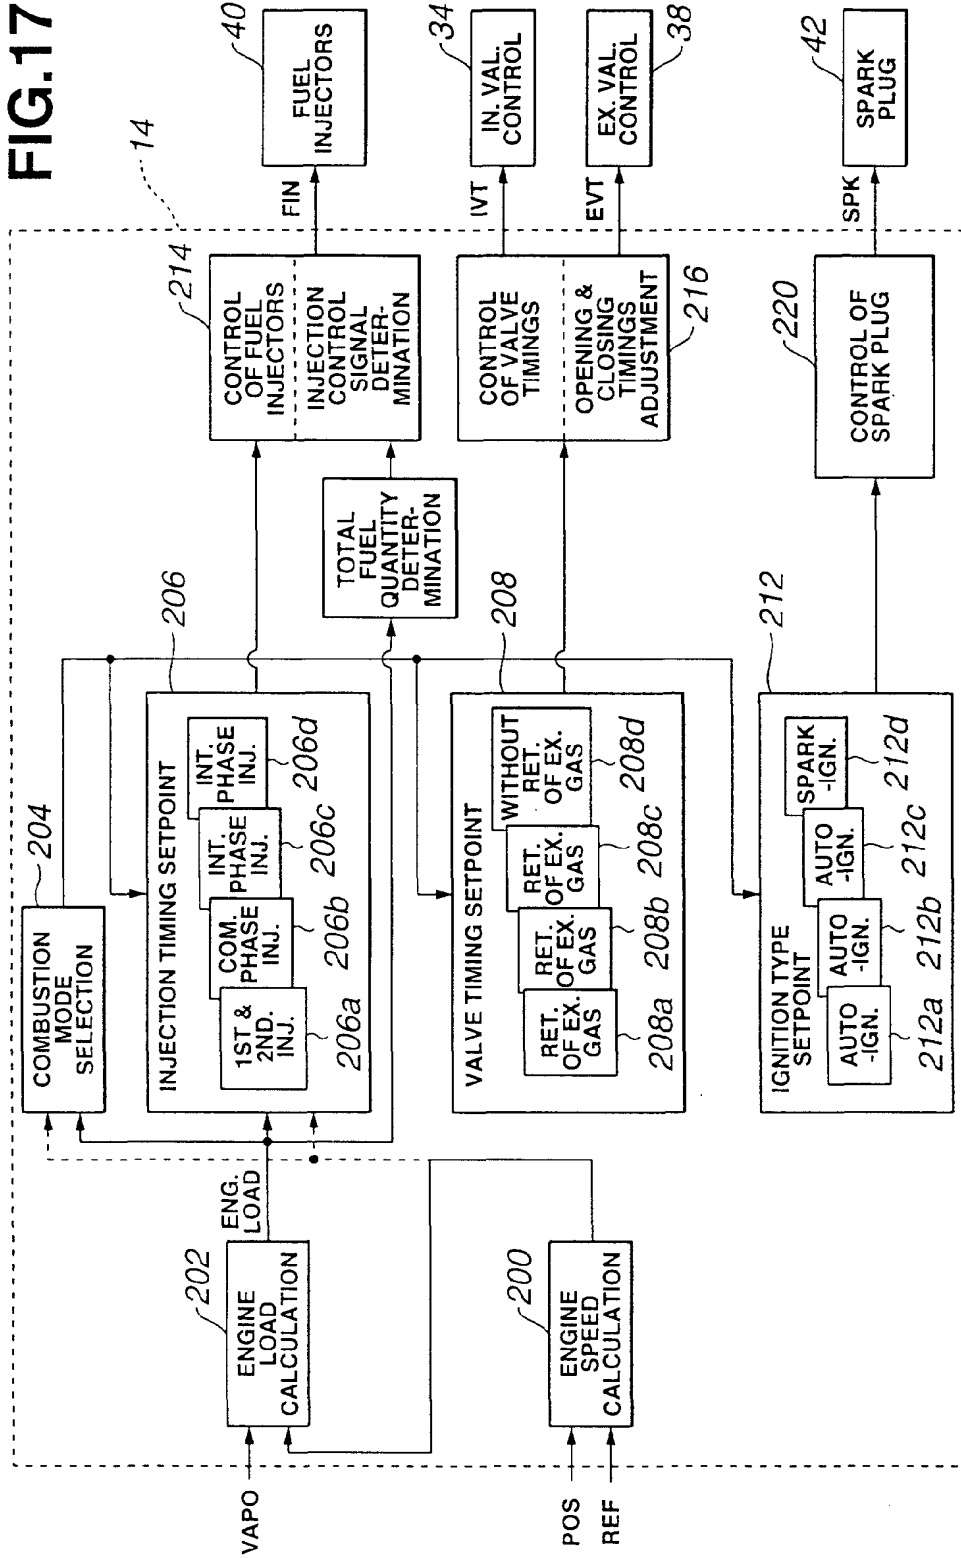 FIG.17
14
VAPO
POS
REF
202
ENGINE
LOAD
CALCULATION
200
ENGINE
SPEED
CALCULATION
ENG.
LOAD
204
COMBUSTION
MODE
SELECTION
206
INJECTION TIMING SETPOINT
1ST &
2ND.
INJ.
206a
COM.
PHASE
INJ.
206b
INT.
PHASE
INJ.
206c
INT.
PHASE
INJ.
206d
208
VALVE TIMING SETPOINT
RET.
OF EX.
GAS
208a
RET.
OF EX.
GAS
208b
RET.
OF EX.
GAS
208c
WITHOUT
RET.
OF EX.
GAS
208d
212
IGNITION TYPE
SETPOINT
AUTO
-IGN.
212a
AUTO
-IGN.
212b
AUTO
-IGN.
212c
SPARK
-IGN.
212d
TOTAL
FUEL
QUANTITY
DETER-
MINATION
214
CONTROL
OF FUEL
INJECTORS
INJECTION
CONTROL
SIGNAL
DETER-
MINATION
CONTROL
OF VALVE
TIMINGS
OPENING &
CLOSING
TIMINGS
ADJUSTMENT
216
220
CONTROL OF
SPARK PLUG
FIN
IVT
EVT
SPK
40
FUEL
INJECTORS
34
IN. VAL.
CONTROL
EX. VAL.
CONTROL
38
42
SPARK
PLUG